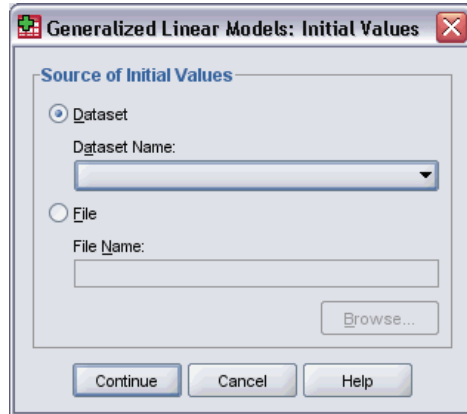 Generalized Linear Models: Initial Values
Source of Initial Values
Dataset
Dataset Name:
File
File Name:
Browse...
Continue Cancel Help